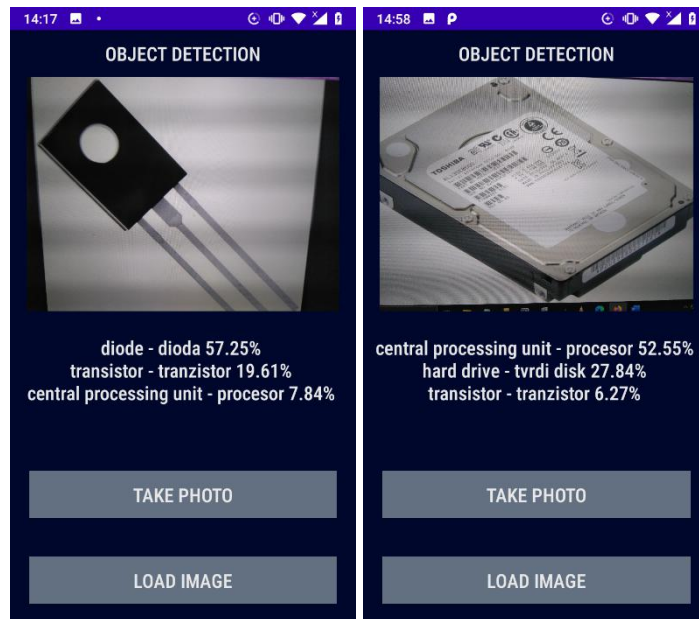 14:17
OBJECT DETECTION
diode - dioda 57.25%
transistor - tranzistor 19.61%
central processing unit - procesor 7.84%
TAKE PHOTO
LOAD IMAGE
14:58
OBJECT DETECTION
TOSHIBA
central processing unit - procesor 52.55%
hard drive - tvrdi disk 27.84%
transistor - tranzistor 6.27%
TAKE PHOTO
LOAD IMAGE